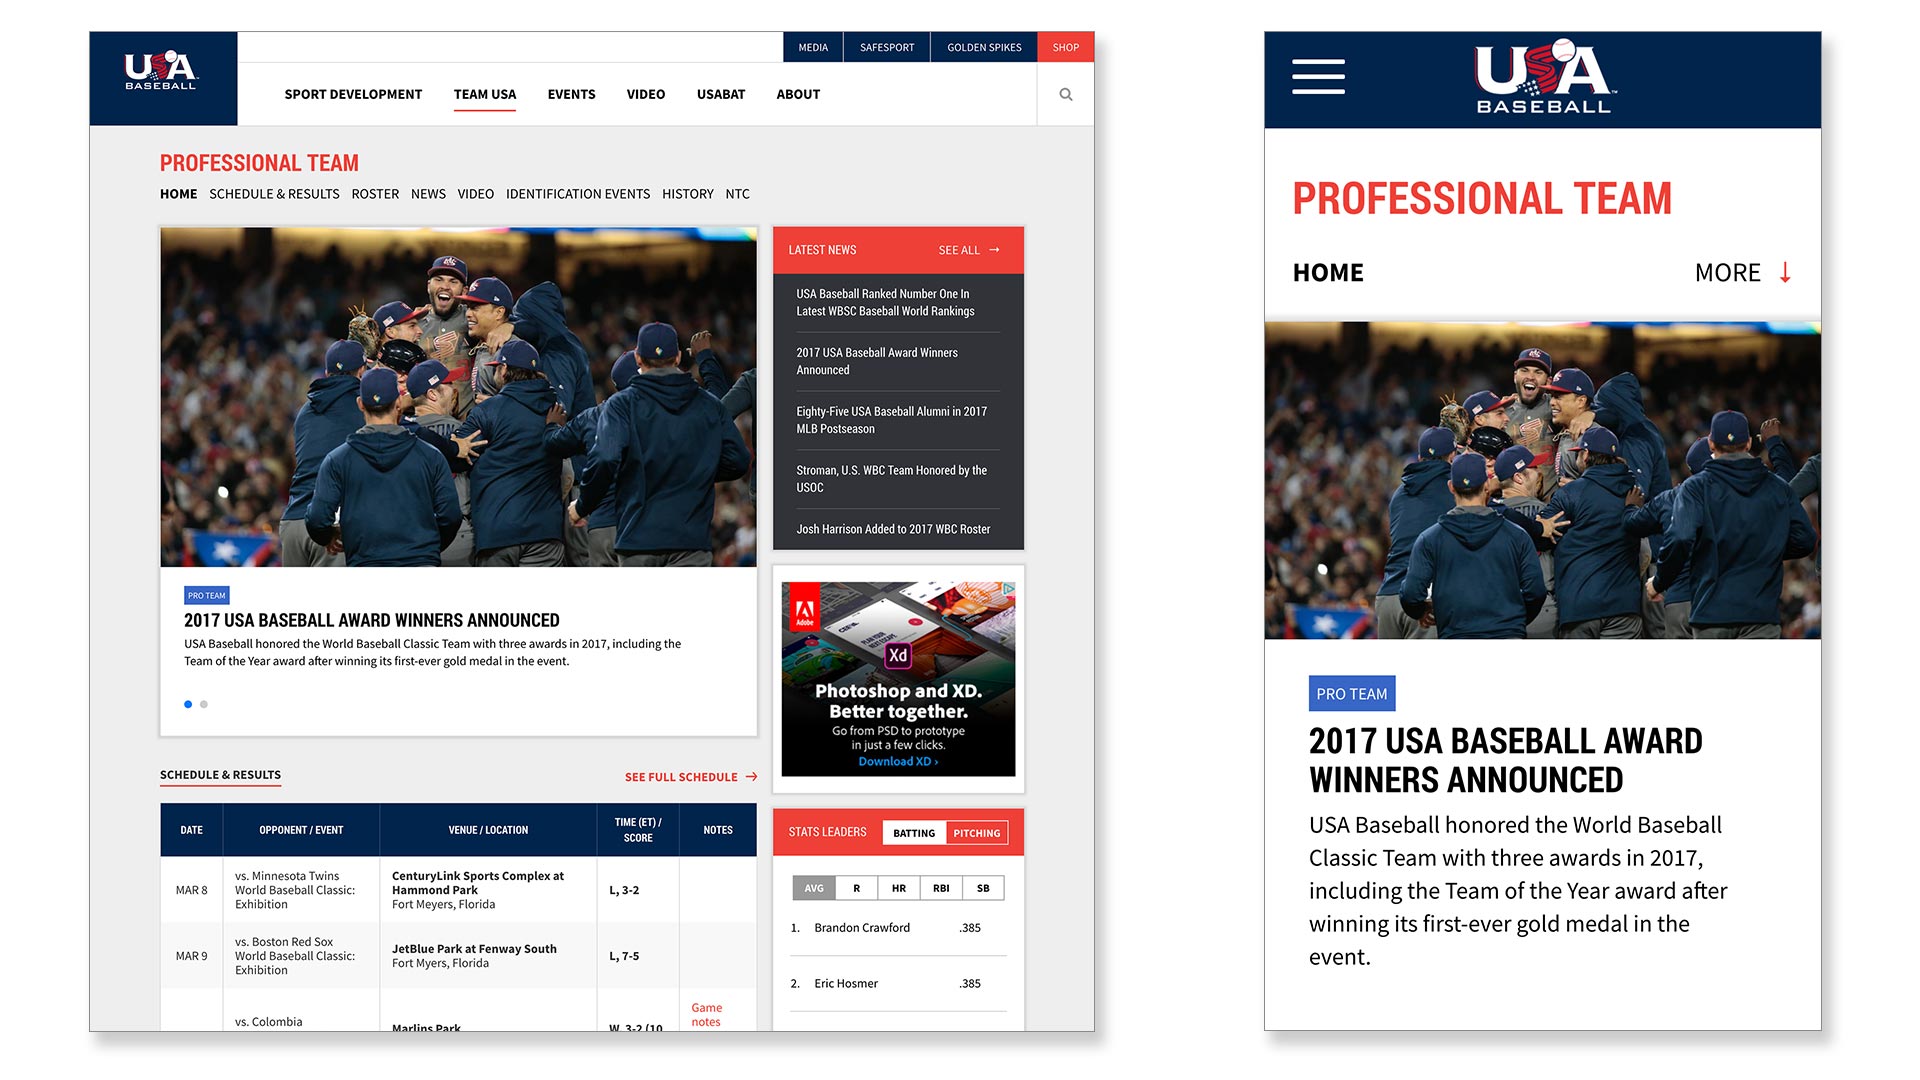 USA
BASEBALL
MEDIA
SAFESPORT
GOLDEN SPIKES
SHOP
SPORT DEVELOPMENT
TEAM USA
EVENTS
VIDEO
USABAT
ABOUT
PROFESSIONAL TEAM
HOME
SCHEDULE & RESULTS
ROSTER
NEWS
VIDEO
IDENTIFICATION EVENTS
HISTORY
NTC
PRO TEAM
2017 USA BASEBALL AWARD WINNERS ANNOUNCED
USA Baseball honored the World Baseball Classic Team with three awards in 2017, including the
Team of the Year award after winning its first-ever gold medal in the event.
LATEST NEWS
SEE ALL →
USA Baseball Ranked Number One In
Latest WBSC Baseball World Rankings
2017 USA Baseball Award Winners
Announced
Eighty-Five USA Baseball Alumni in 2017
MLB Postseason
Stroman, U.S. WBC Team Honored by the
USOC
Josh Harrison Added to 2017 WBC Roster
Adobe
Xd
Photoshop and XD.
Better together.
Go from PSD to prototype
in just a few clicks.
Download XD ›
SCHEDULE & RESULTS
SEE FULL SCHEDULE →
DATE
OPPONENT / EVENT
VENUE / LOCATION
TIME (ET) /
SCORE
NOTES
MAR 8
vs. Minnesota Twins
World Baseball Classic:
Exhibition
CenturyLink Sports Complex at
Hammond Park
Fort Meyers, Florida
L, 3-2
MAR 9
vs. Boston Red Sox
World Baseball Classic:
Exhibition
JetBlue Park at Fenway South
Fort Myers, Florida
L, 7-5
vs. Colombia
Marlins Park
W, 3-2 (10
Game
notes
STATS LEADERS
BATTING
PITCHING
AVG
R
HR
RBI
SB
1. Brandon Crawford .385
2. Eric Hosmer .385
USA
BASEBALL
PROFESSIONAL TEAM
HOME
MORE ↓
PRO TEAM
2017 USA BASEBALL AWARD
WINNERS ANNOUNCED
USA Baseball honored the World Baseball
Classic Team with three awards in 2017,
including the Team of the Year award after
winning its first-ever gold medal in the
event.